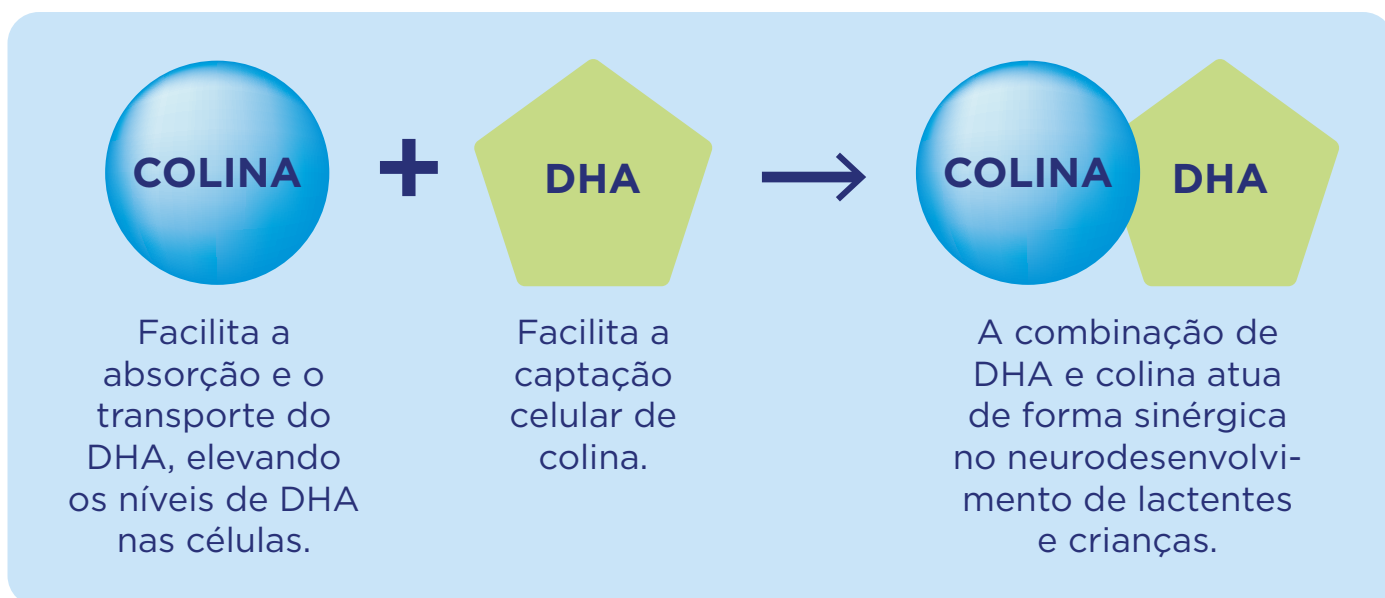 COLINA
+
DHA
→
COLINA
DHA
Facilita a
absorção e o
transporte do
DHA, elevando
os níveis de DHA
nas células.
Facilita a
captação
celular de
colina.
A combinação de
DHA e colina atua
de forma sinérgica
no neurodesenvolvi-
mento de lactentes
e crianças.